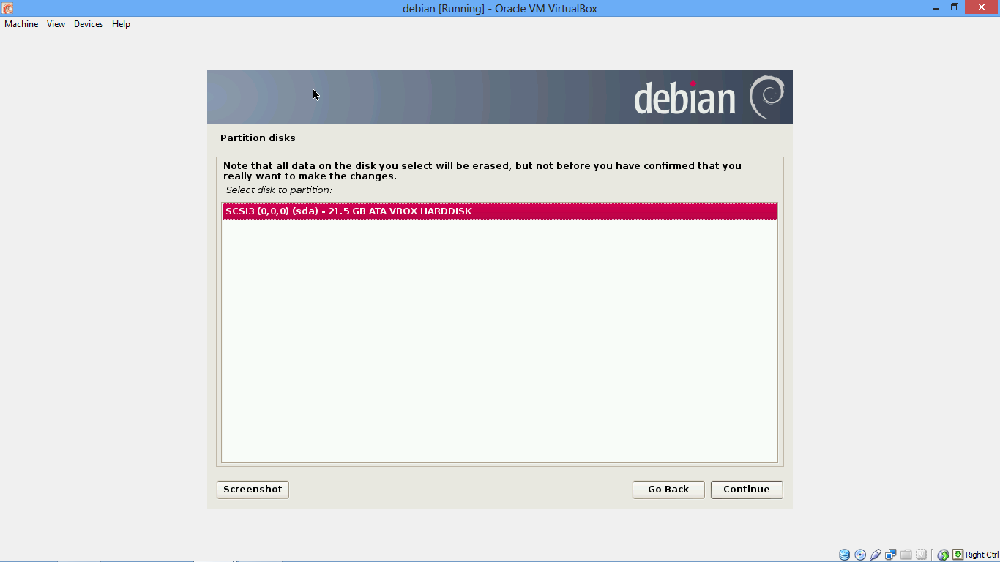 debian [Running] - Oracle VM VirtualBox
Machine View Devices Help
debian
Partition disks
Note that all data on the disk you select will be erased, but not before you have confirmed that you
really want to make the changes.
Select disk to partition:
SCSI3 (0,0,0) (sda) - 21.5 GB ATA VBOX HARDDISK
Screenshot Go Back Continue
Right Ctrl